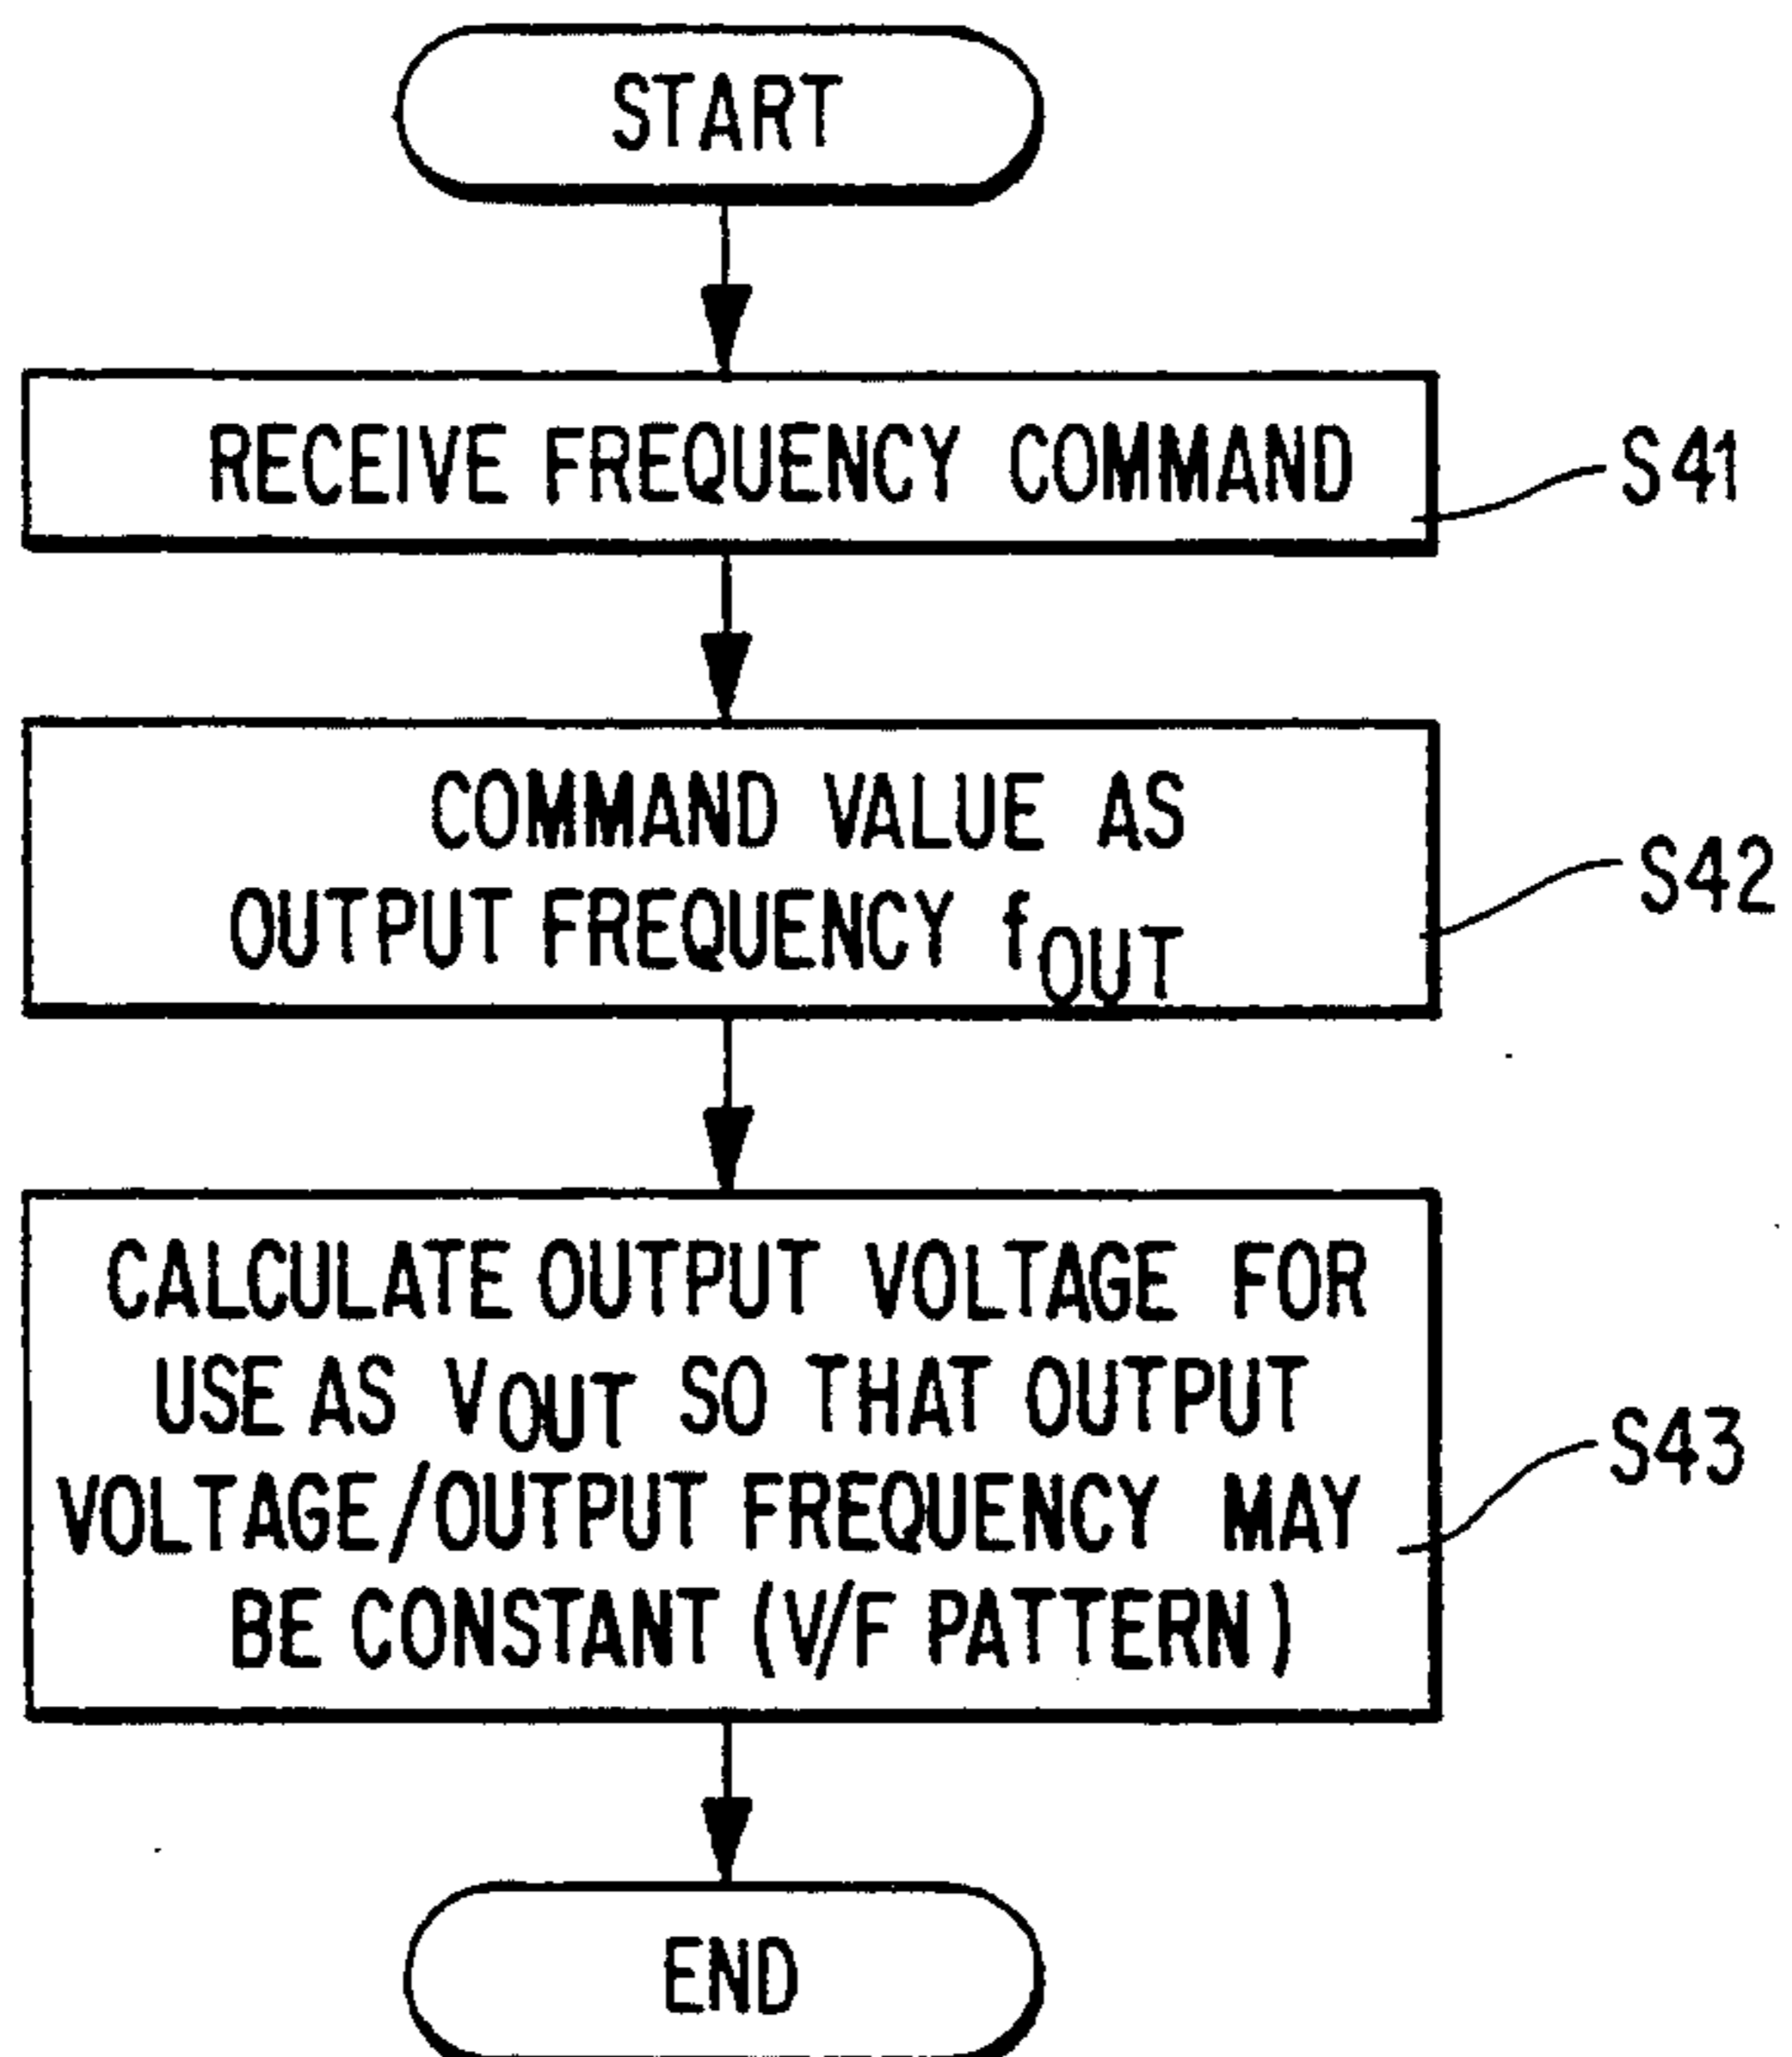 START
RECEIVE FREQUENCY COMMAND
S41
COMMAND VALUE AS
OUTPUT FREQUENCY fOUT
S42
CALCULATE OUTPUT VOLTAGE FOR
USE AS VOUT SO THAT OUTPUT
VOLTAGE/OUTPUT FREQUENCY MAY
BE CONSTANT (V/F PATTERN)
S43
END